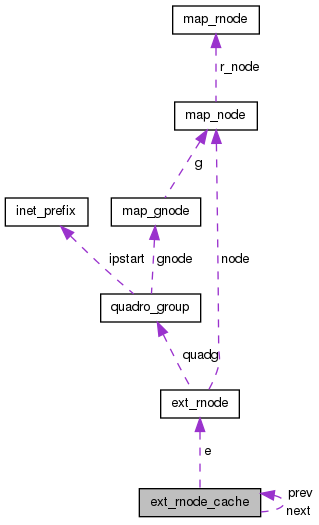 map_rnode
r_node
map_node
g
inet_prefix
map_gnode
ipstart
gnode
node
quadro_group
quadg
ext_rnode
e
ext_rnode_cache
prev
next